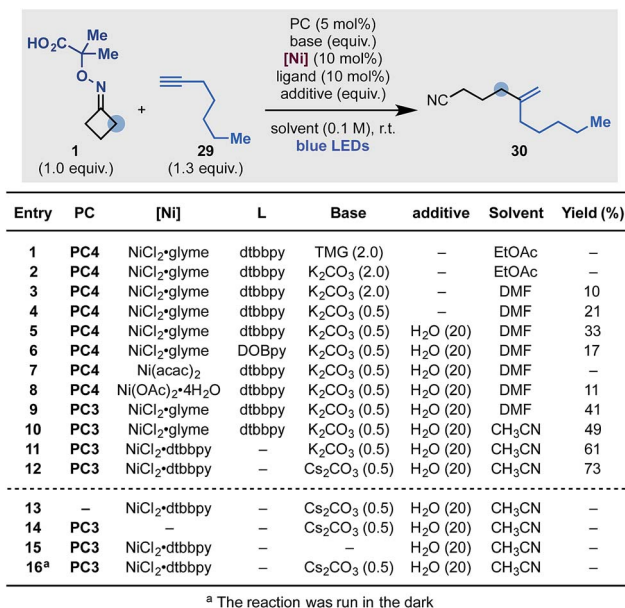 PC (5 mol%)
base (equiv.)
[Ni] (10 mol%)
ligand (10 mol%)
additive (equiv.)
solvent (0.1 M), r.t.
blue LEDs
HO₂C
Me
Me
O
N
1
(1.0 equiv.)
+
Me
29
(1.3 equiv.)
NC
Me
30
Entry PC [Ni] L Base additive Solvent Yield (%)
1 PC4 NiCl₂•glyme dtbbpy TMG (2.0) – EtOAc –
2 PC4 NiCl₂•glyme dtbbpy K₂CO₃ (2.0) – EtOAc –
3 PC4 NiCl₂•glyme dtbbpy K₂CO₃ (2.0) – DMF 10
4 PC4 NiCl₂•glyme dtbbpy K₂CO₃ (0.5) – DMF 21
5 PC4 NiCl₂•glyme dtbbpy K₂CO₃ (0.5) H₂O (20) DMF 33
6 PC4 NiCl₂•glyme DOBpy K₂CO₃ (0.5) H₂O (20) DMF 17
7 PC4 Ni(acac)₂ dtbbpy K₂CO₃ (0.5) H₂O (20) DMF –
8 PC4 Ni(OAc)₂•4H₂O dtbbpy K₂CO₃ (0.5) H₂O (20) DMF 11
9 PC3 NiCl₂•glyme dtbbpy K₂CO₃ (0.5) H₂O (20) DMF 41
10 PC3 NiCl₂•glyme dtbbpy K₂CO₃ (0.5) H₂O (20) CH₃CN 49
11 PC3 NiCl₂•dtbbpy – K₂CO₃ (0.5) H₂O (20) CH₃CN 61
12 PC3 NiCl₂•dtbbpy – Cs₂CO₃ (0.5) H₂O (20) CH₃CN 73
13 – NiCl₂•dtbbpy – Cs₂CO₃ (0.5) H₂O (20) CH₃CN –
14 PC3 – – Cs₂CO₃ (0.5) H₂O (20) CH₃CN –
15 PC3 NiCl₂•dtbbpy – – H₂O (20) CH₃CN –
16ᵃ PC3 NiCl₂•dtbbpy – Cs₂CO₃ (0.5) H₂O (20) CH₃CN –
ᵃ The reaction was run in the dark